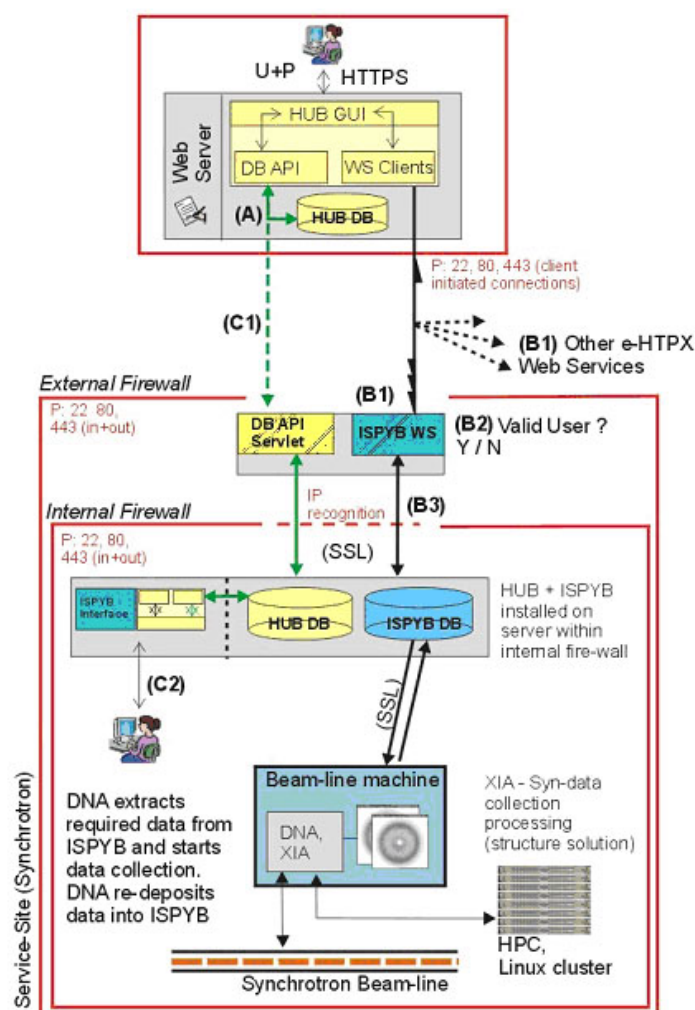 U+P
HTTPS
Web
Server
HUB GUI
DB API
WS Clients
(A)
HUB DB
P: 22, 80, 443 (client
initiated connections)
(C1)
(B1) Other e-HTPX
Web Services
External Firewall
P: 22 80,
443 (in+out)
(B1)
DB API
Servlet
ISPYB WS
(B2) Valid User ?
Y / N
IP
recognition
(B3)
Internal Firewall
P: 22, 80,
443 (in+out)
(SSL)
ISPYB
Interface
HUB DB
ISPYB DB
HUB + ISPYB
installed on
server within
internal fire-wall
(C2)
(SSL)
Beam-line machine
DNA,
XIA
DNA extracts
required data from
ISPYB and starts
data collection.
DNA re-deposits
data into ISPYB
XIA - Syn-data
collection
processing
(structure solution)
HPC,
Linux cluster
Synchrotron Beam-line
Service-Site (Synchrotron)